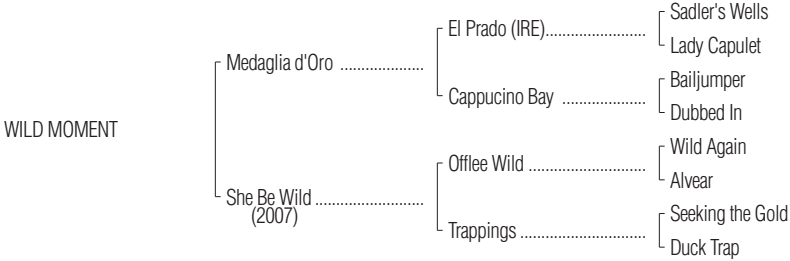 Sadler's Wells
El Prado (IRE)........................
Lady Capulet
Medaglia d'Oro ....................
Bailjumper
Cappucino Bay ....................
Dubbed In
WILD MOMENT
Wild Again
Offlee Wild ............................
Alvear
She Be Wild ..........................
(2007)
Seeking the Gold
Trappings ..............................
Duck Trap